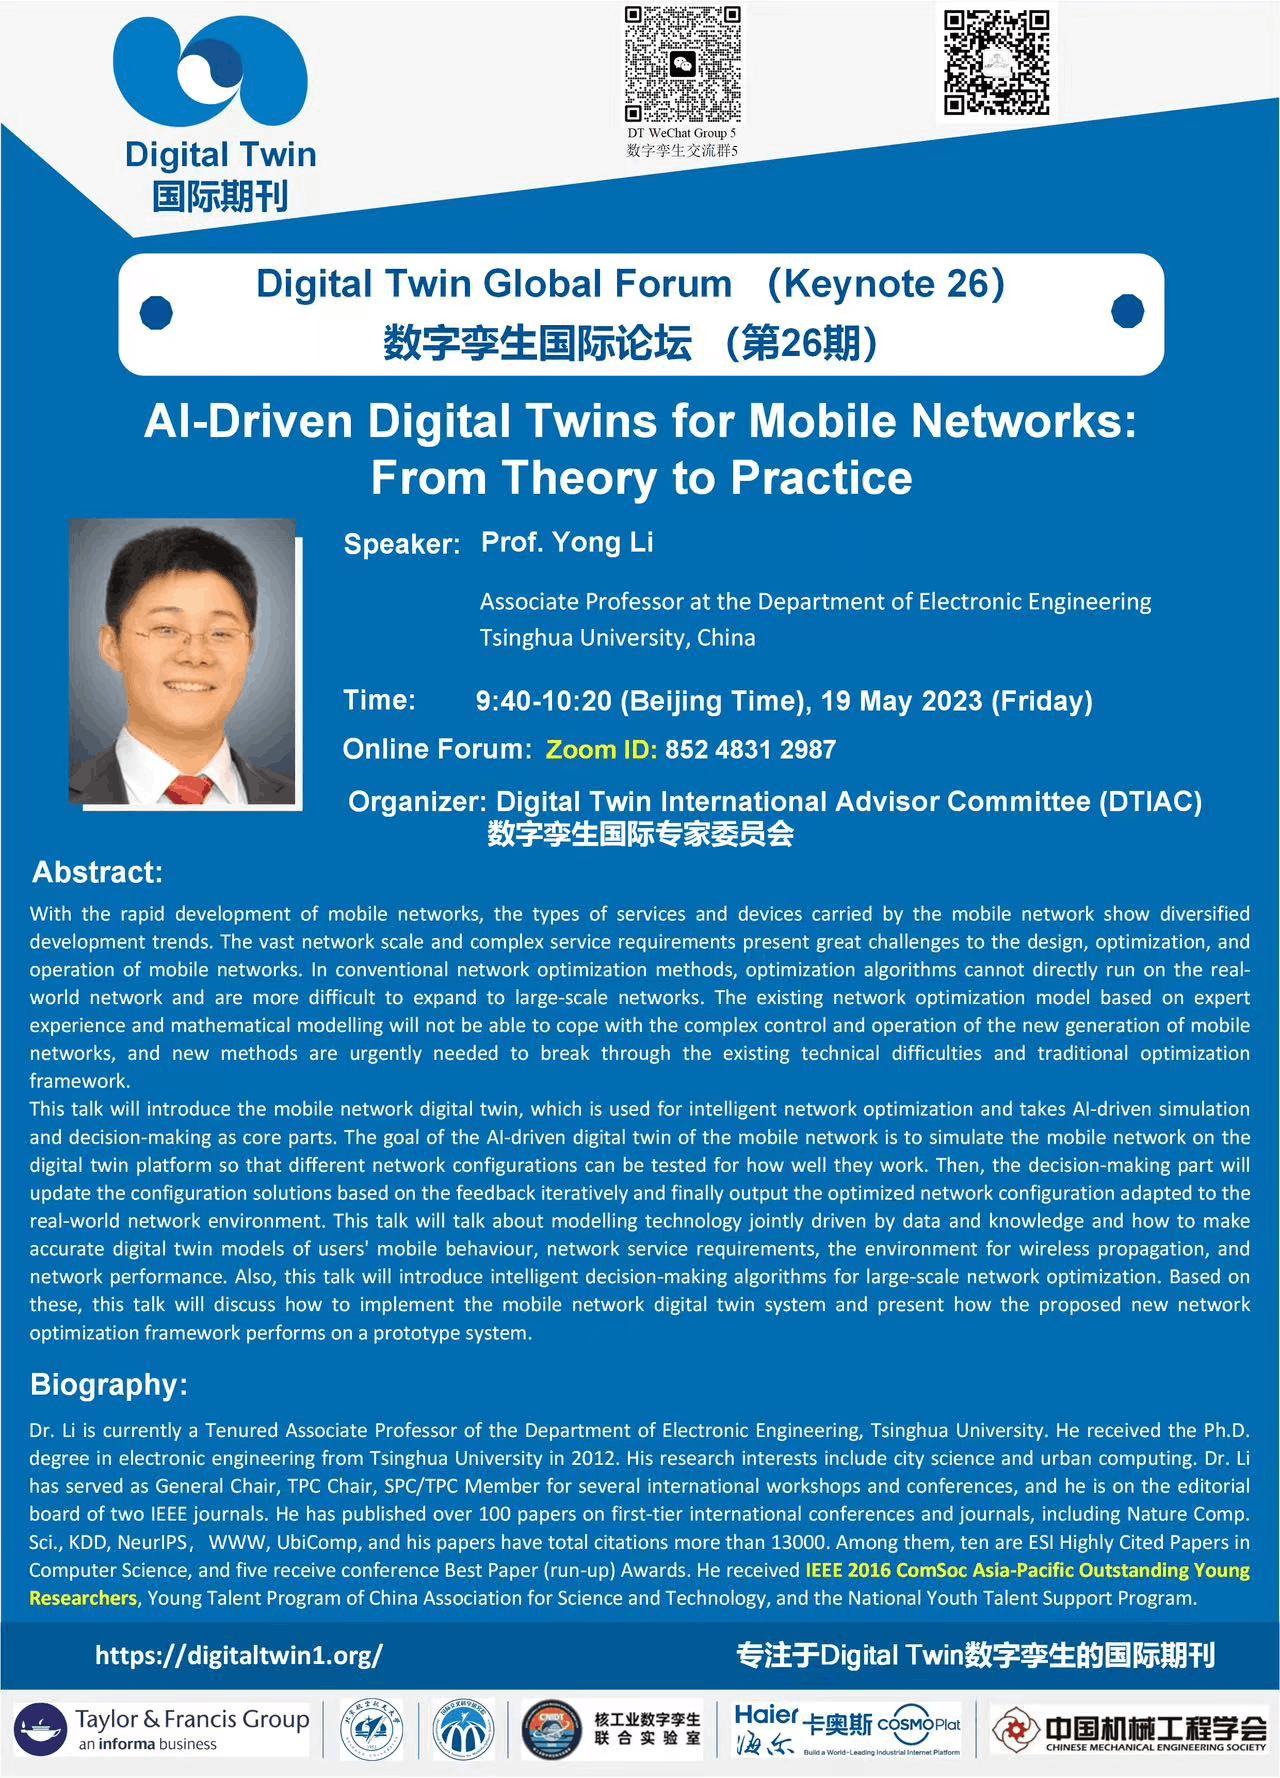 DT WeChat Group 5
数字孪生交流群5
Digital Twin
国际期刊
Digital Twin Global Forum （Keynote 26）
数字孪生国际论坛 （第26期）
AI-Driven Digital Twins for Mobile Networks:
From Theory to Practice
Speaker: Prof. Yong Li
Associate Professor at the Department of Electronic Engineering
Tsinghua University, China
Time: 9:40-10:20 (Beijing Time), 19 May 2023 (Friday)
Online Forum: Zoom ID: 852 4831 2987
Organizer: Digital Twin International Advisor Committee (DTIAC)
数字孪生国际专家委员会
Abstract:
With the rapid development of mobile networks, the types of services and devices carried by the mobile network show diversified
development trends. The vast network scale and complex service requirements present great challenges to the design, optimization, and
operation of mobile networks. In conventional network optimization methods, optimization algorithms cannot directly run on the real-
world network and are more difficult to expand to large-scale networks. The existing network optimization model based on expert
experience and mathematical modelling will not be able to cope with the complex control and operation of the new generation of mobile
networks, and new methods are urgently needed to break through the existing technical difficulties and traditional optimization
framework.
This talk will introduce the mobile network digital twin, which is used for intelligent network optimization and takes AI-driven simulation
and decision-making as core parts. The goal of the AI-driven digital twin of the mobile network is to simulate the mobile network on the
digital twin platform so that different network configurations can be tested for how well they work. Then, the decision-making part will
update the configuration solutions based on the feedback iteratively and finally output the optimized network configuration adapted to the
real-world network environment. This talk will talk about modelling technology jointly driven by data and knowledge and how to make
accurate digital twin models of users' mobile behaviour, network service requirements, the environment for wireless propagation, and
network performance. Also, this talk will introduce intelligent decision-making algorithms for large-scale network optimization. Based on
these, this talk will discuss how to implement the mobile network digital twin system and present how the proposed new network
optimization framework performs on a prototype system.
Biography:
Dr. Li is currently a Tenured Associate Professor of the Department of Electronic Engineering, Tsinghua University. He received the Ph.D.
degree in electronic engineering from Tsinghua University in 2012. His research interests include city science and urban computing. Dr. Li
has served as General Chair, TPC Chair, SPC/TPC Member for several international workshops and conferences, and he is on the editorial
board of two IEEE journals. He has published over 100 papers on first-tier international conferences and journals, including Nature Comp.
Sci., KDD, NeurIPS， WWW, UbiComp, and his papers have total citations more than 13000. Among them, ten are ESI Highly Cited Papers in
Computer Science, and five receive conference Best Paper (run-up) Awards. He received IEEE 2016 ComSoc Asia-Pacific Outstanding Young
Researchers, Young Talent Program of China Association for Science and Technology, and the National Youth Talent Support Program.
https://digitaltwin1.org/
专注于Digital Twin数字孪生的国际期刊
Taylor & Francis Group
an informa business
CNIDT
核工业数字孪生
联合实验室
Haier
海尔
卡奥斯 COSMOPlat
Build a World-Leading Industrial Internet Platform
中国机械工程学会
CHINESE MECHANICAL ENGINEERING SOCIETY